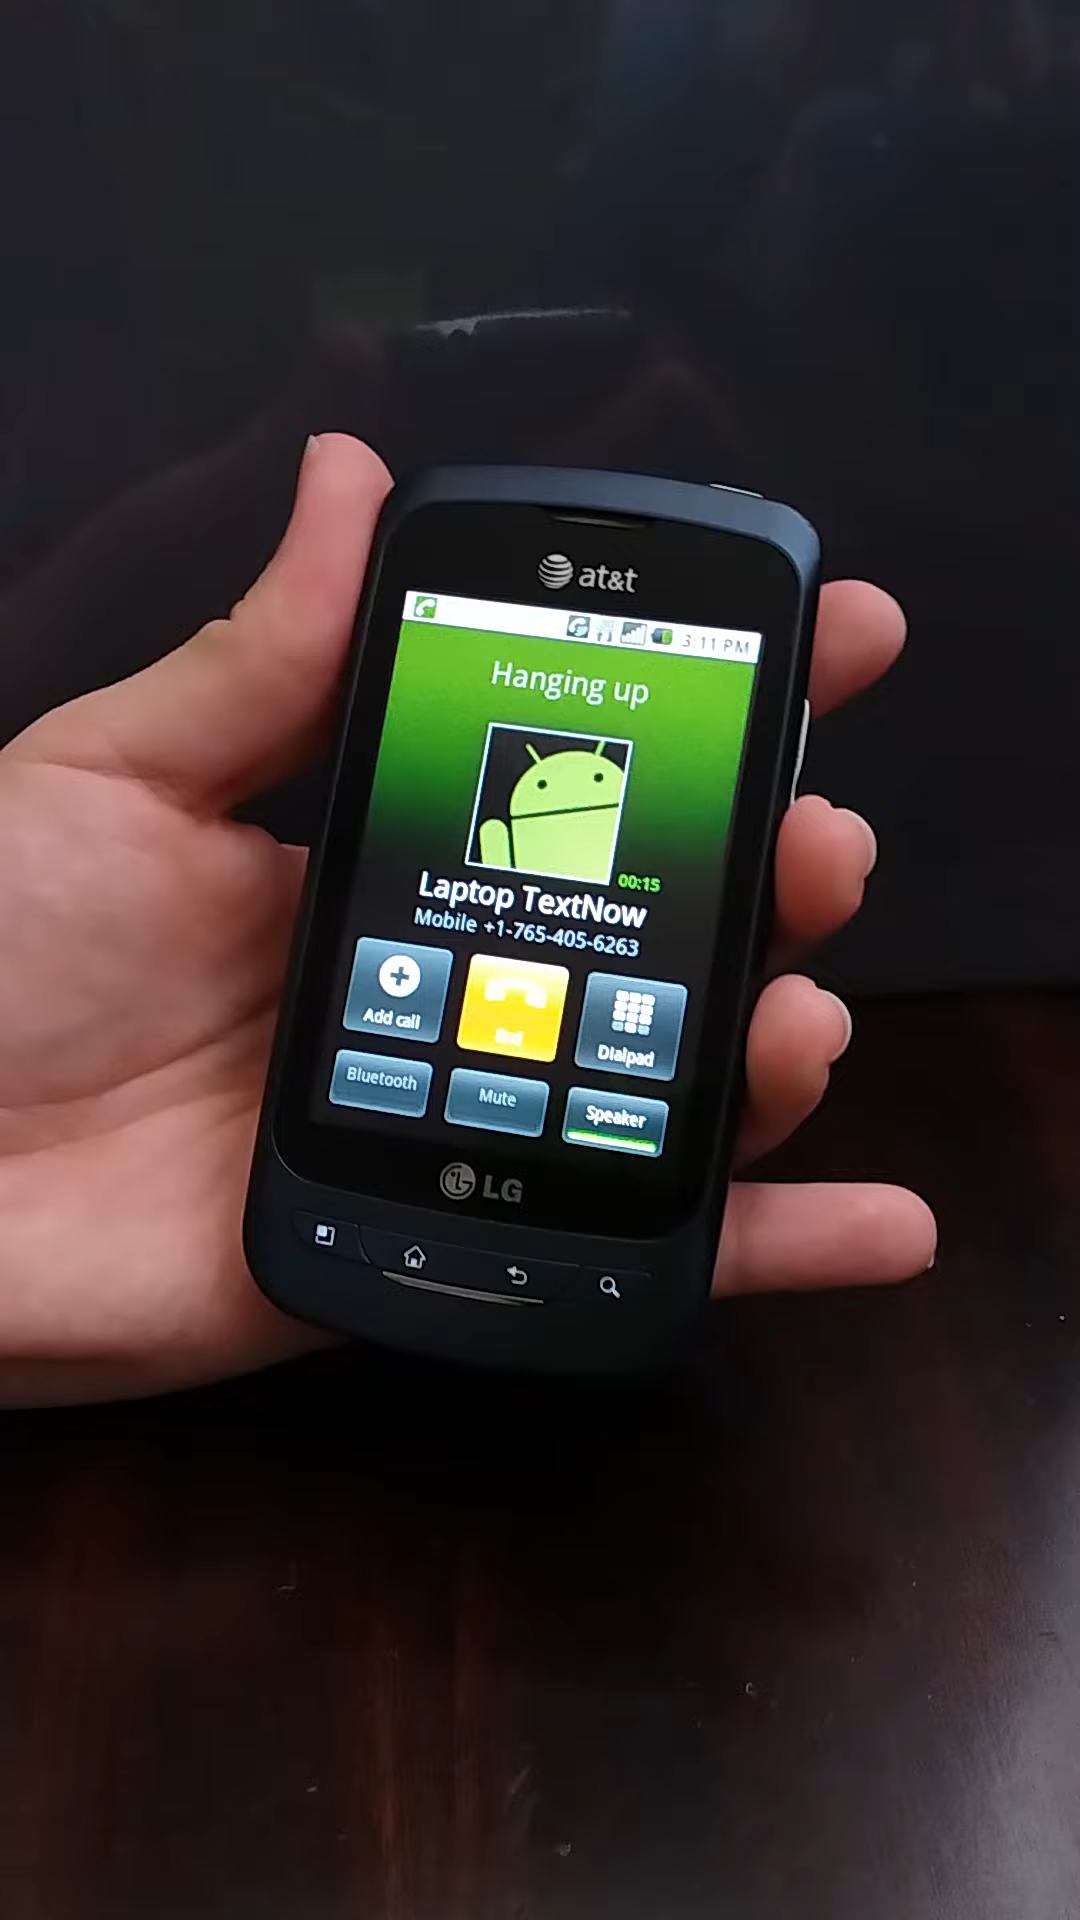 at&t
3:11 PM
Hanging up
00:15
Laptop TextNow
Mobile +1-765-405-6263
Add call
End
Dialpad
Bluetooth
Mute
Speaker
LG